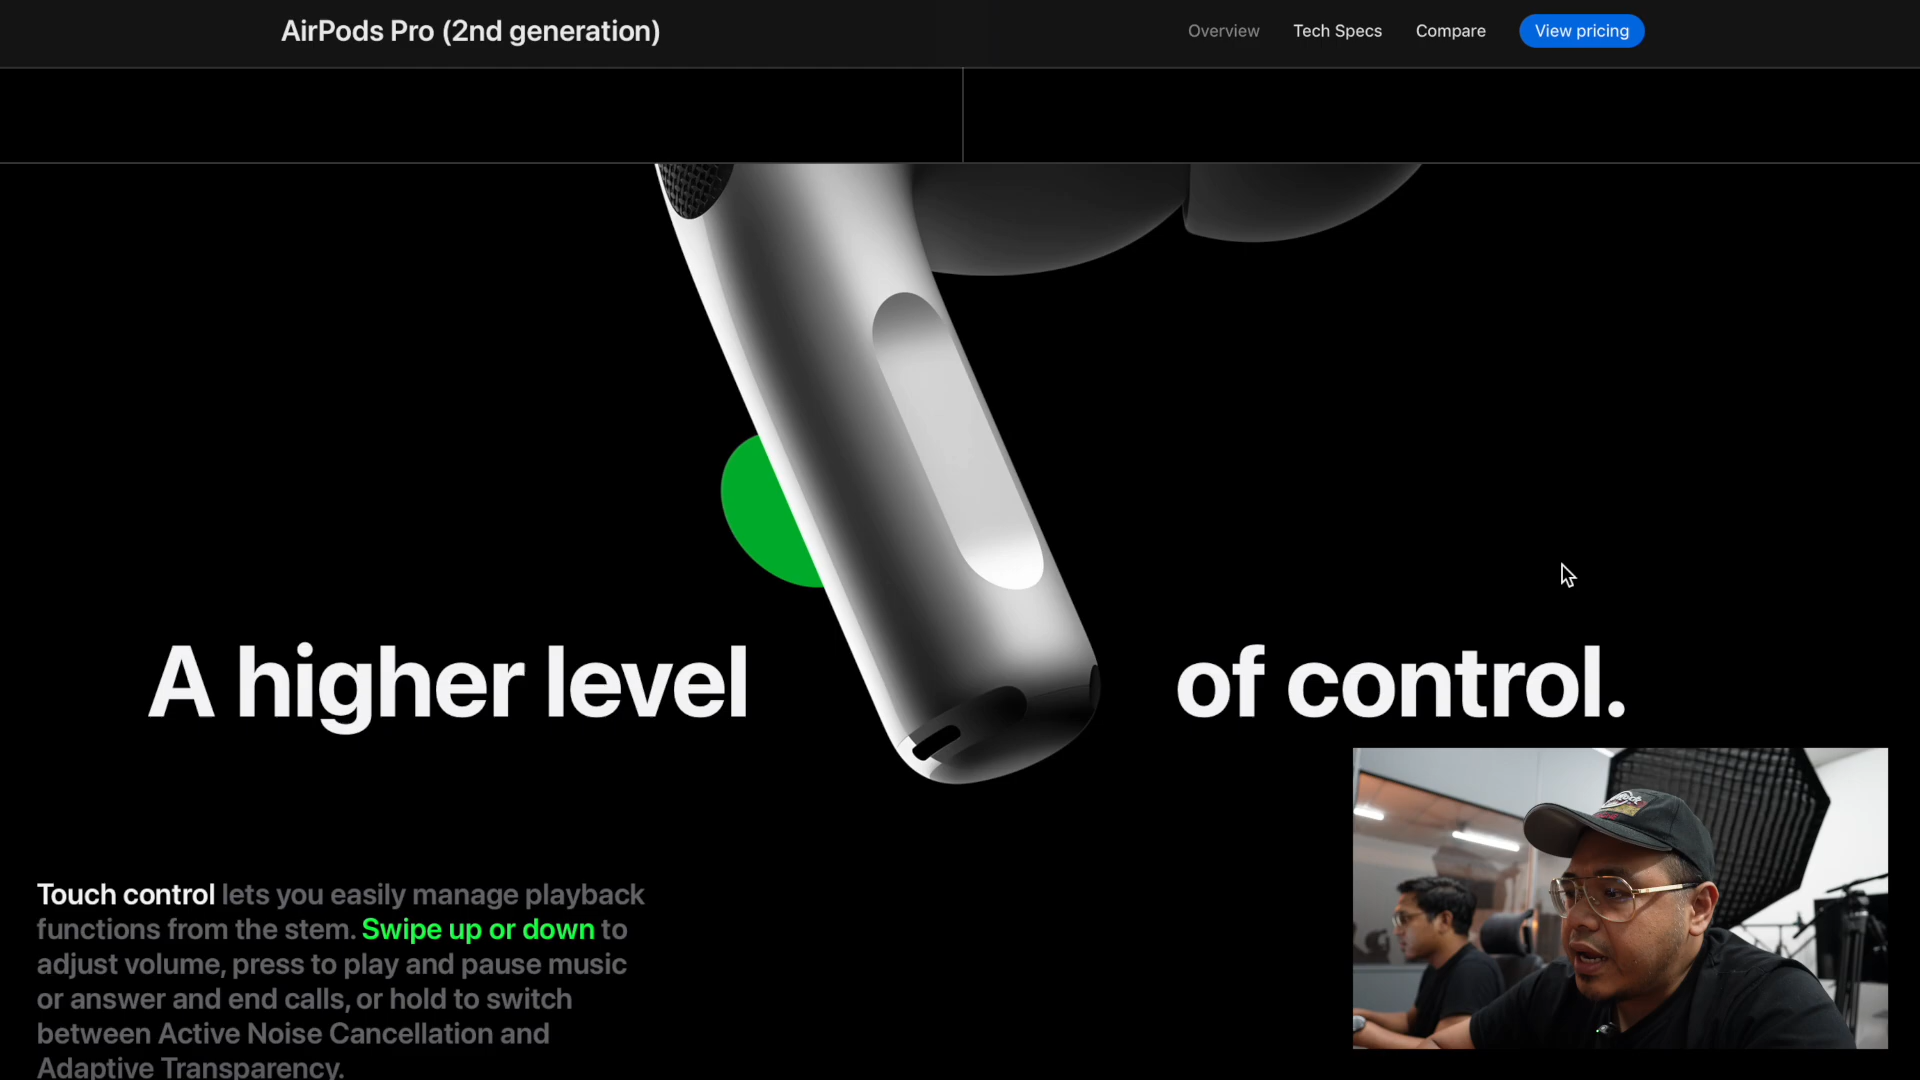 AirPods Pro (2nd generation)
Overview
Tech Specs
Compare
View pricing
A higher level
of control.
Touch control lets you easily manage playback
functions from the stem. Swipe up or down to
adjust volume, press to play and pause music
or answer and end calls, or hold to switch
between Active Noise Cancellation and
Adaptive Transparency.